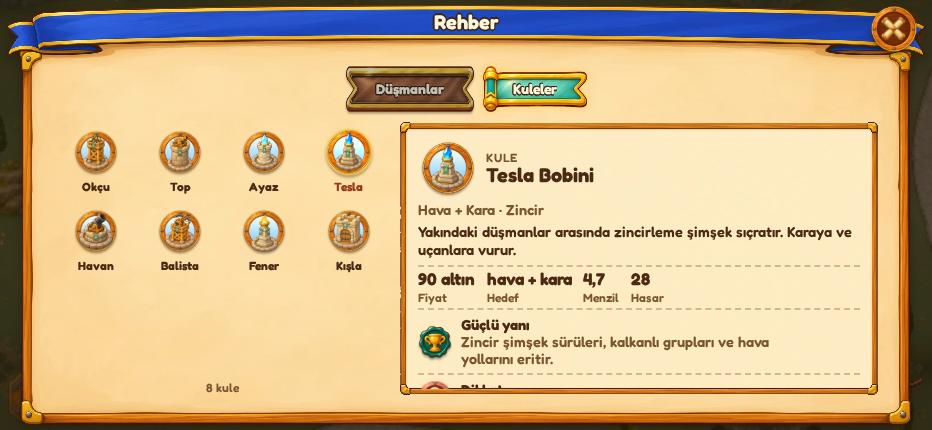 Rehber
Düşmanlar
Kuleler
Okçu
Top
Ayaz
Tesla
Havan
Balista
Fener
Kışla
8 kule
KULE
Tesla Bobini
Hava + Kara · Zincir
Yakındaki düşmanlar arasında zincirleme şimşek sıçratır. Karaya ve
uçanlara vurur.
90 altın hava + kara 4,7 28
Fiyat Hedef Menzil Hasar
Güçlü yanı
Zincir şimşek sürüleri, kalkanlı grupları ve hava
yollarını eritir.